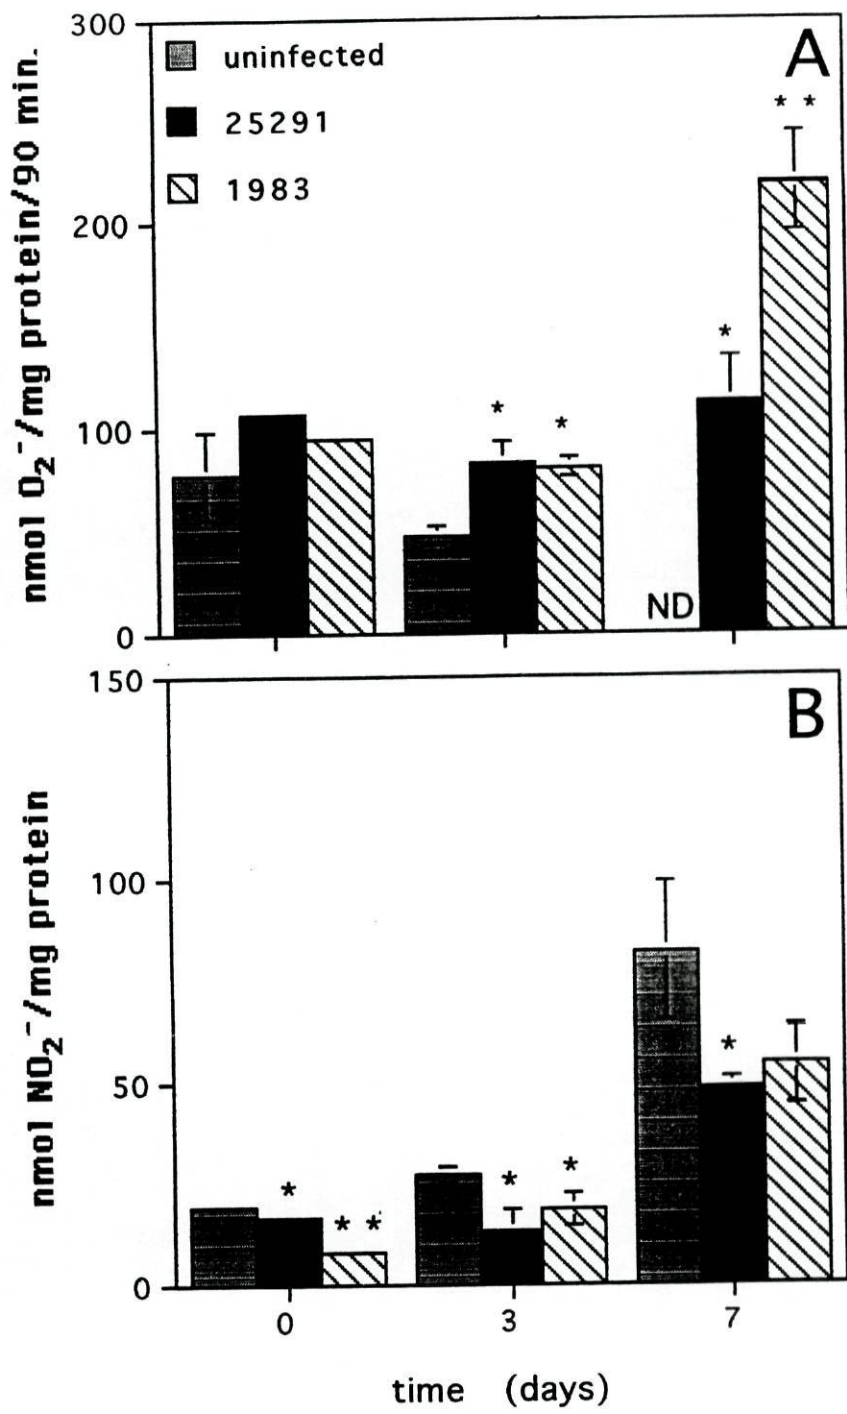 300
A
uninfected
* *
25291
1983
200
*
*
*
100
ND
0
nmol O₂⁻/mg protein/90 min.
150
B
100
*
50
*
*
*
* *
0
nmol NO₂⁻/mg protein
0 3 7
time (days)